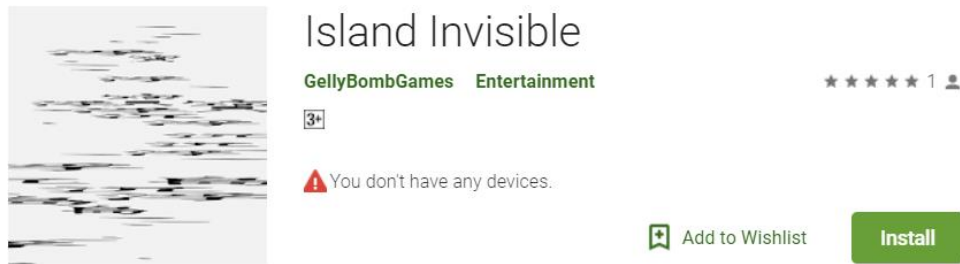 Island Invisible
GellyBombGames Entertainment 1
3+
You don't have any devices.
Add to Wishlist Install